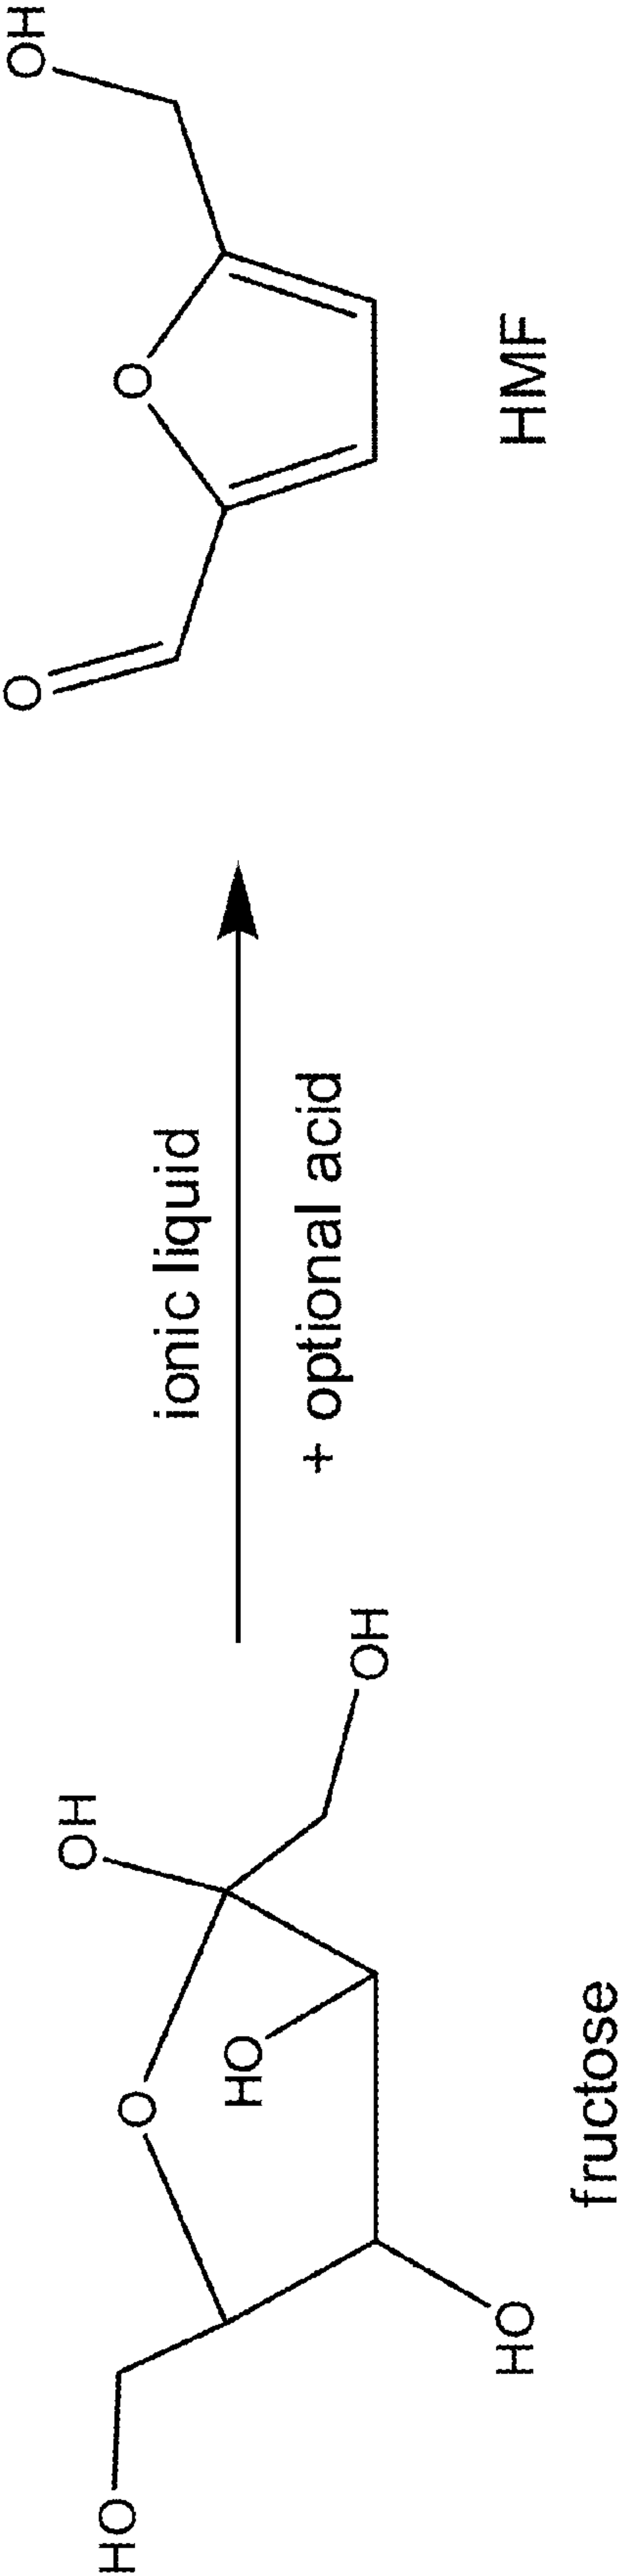 HO
O
OH
HO
HO
OH
fructose
ionic liquid
+ optional acid
O
O
OH
HMF